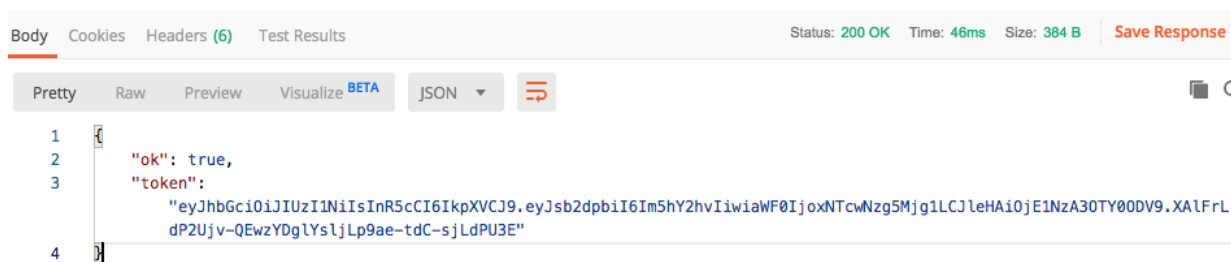 Body Cookies Headers (6) Test Results Status: 200 OK Time: 46ms Size: 384 B Save Response
Pretty Raw Preview Visualize BETA JSON
1 {
2 "ok": true,
3 "token":
"eyJhbGciOiJIUzI1NiIsInR5cCI6IkpXVCJ9.eyJsb2dpbiI6Im5hY2hvIiwiaWF0IjoxNTcwNzg5Mjg1LCJleHAiOjE1NzA3OTY0ODV9.XAlFrL
dP2Ujv-QEwzYDglYsljLp9ae-tdC-sjLdPU3E"
4 }